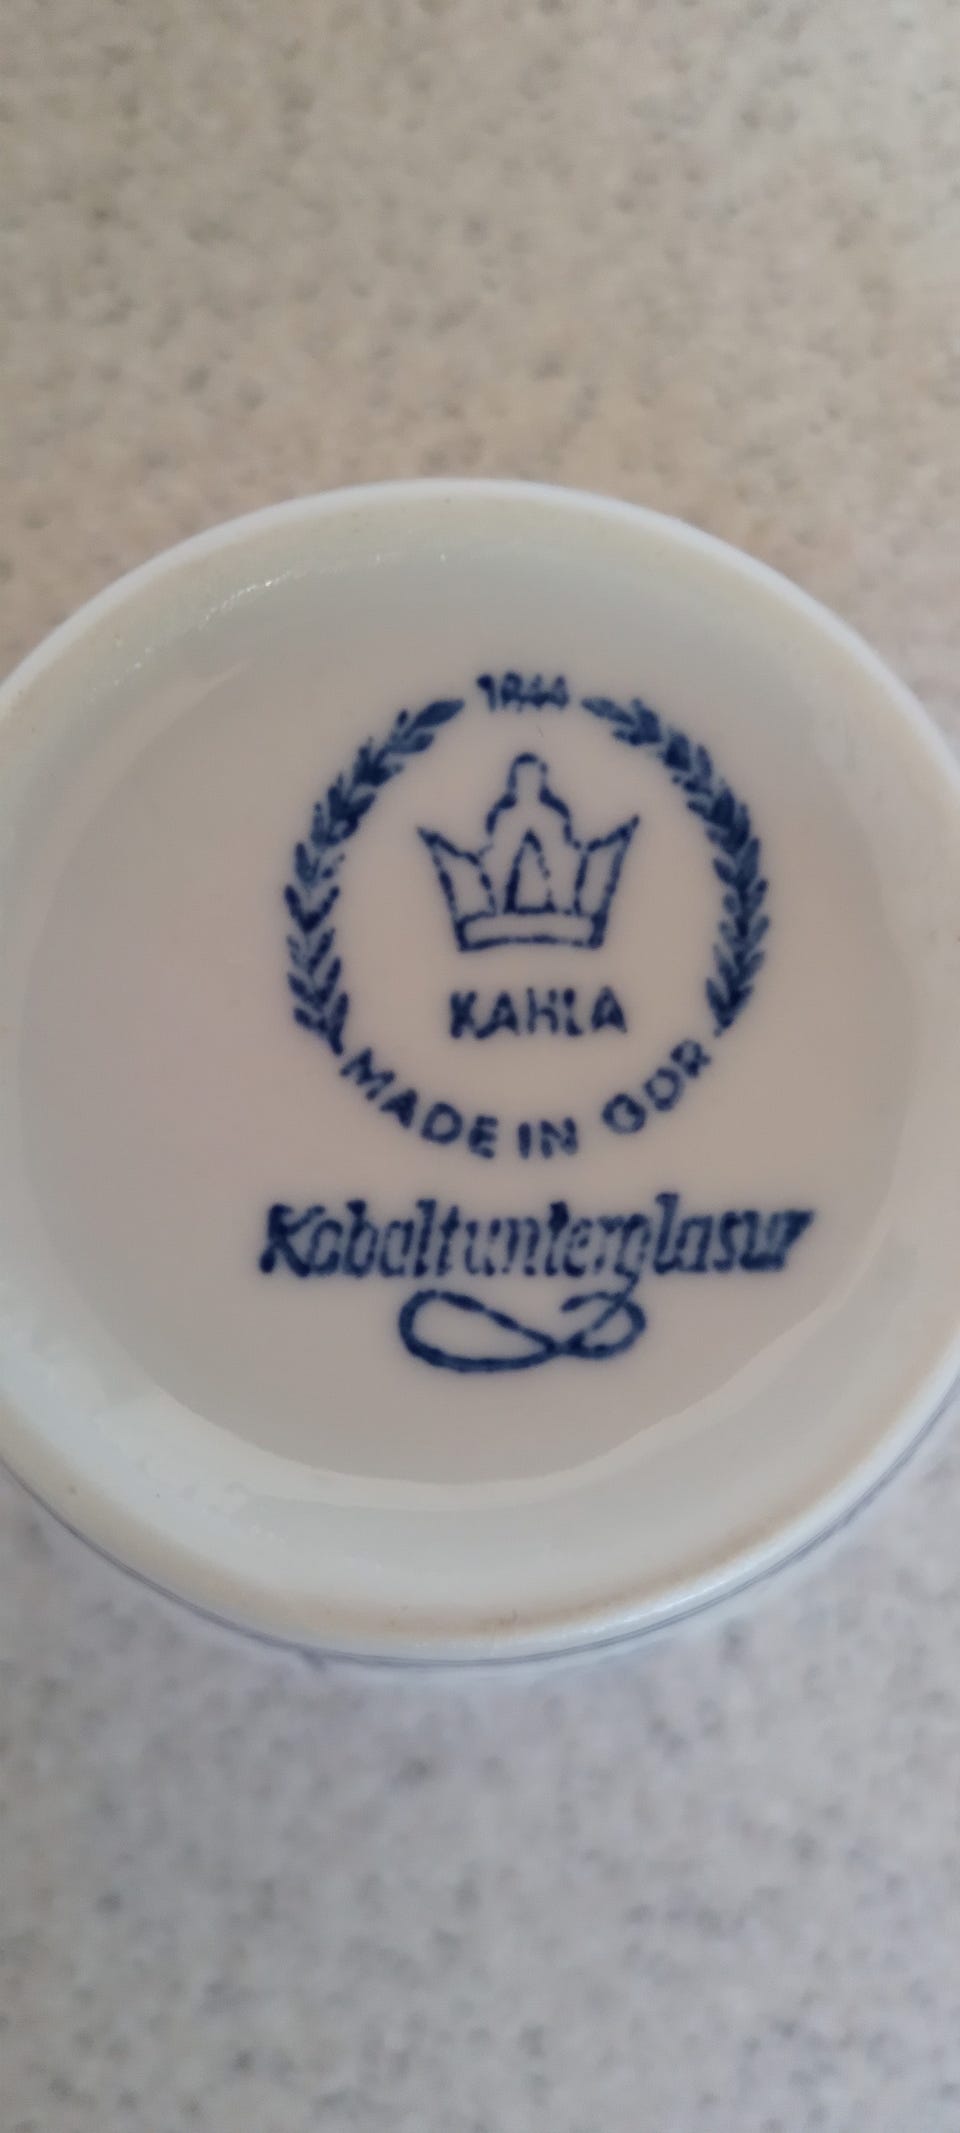 1844
KAHLA
MADE IN GDR
Kobaltunterglasur